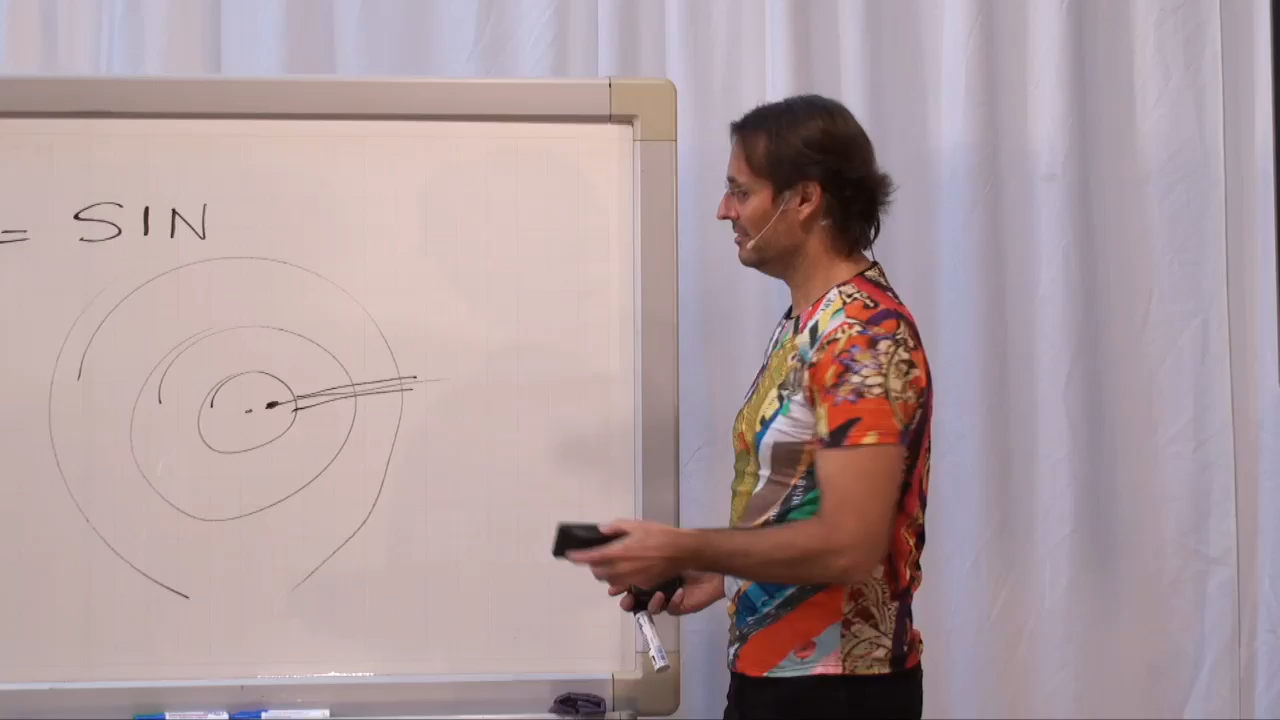 = SIN